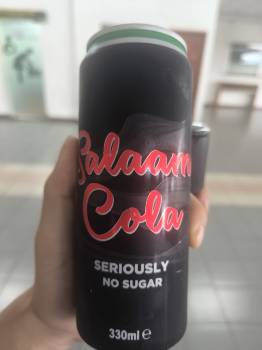 Salaam
Cola
SERIOUSLY
NO SUGAR
330ml e